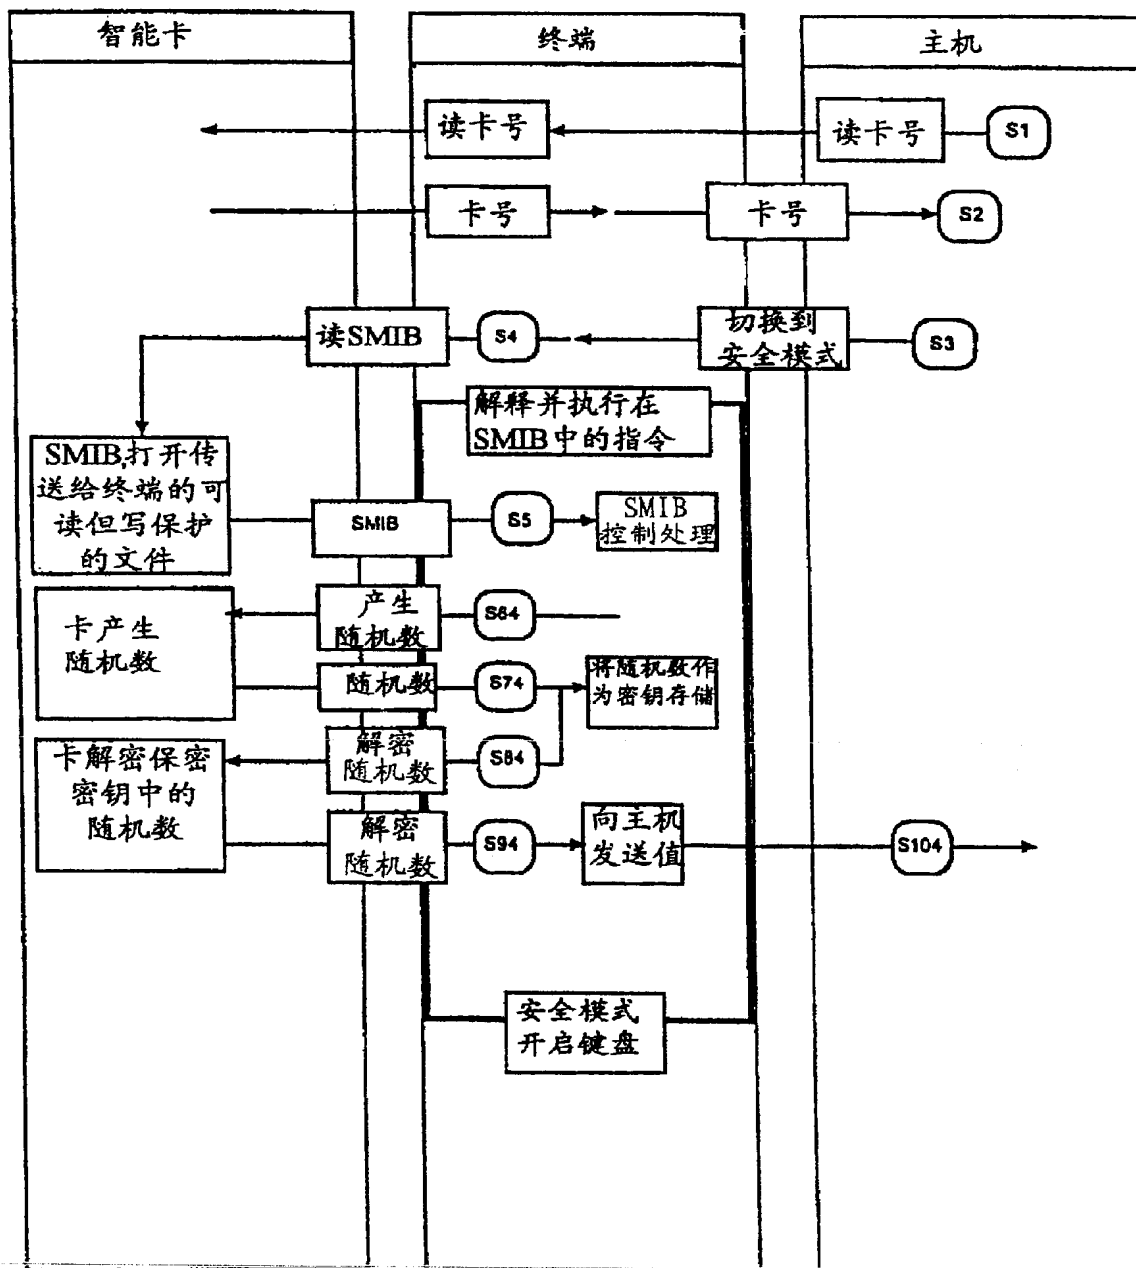 智能卡
终端
主机
读卡号
读卡号
S1
卡号
卡号
S2
读SMIB
S4
切换到
安全模式
S3
解释并执行在
SMIB中的指令
SMIB,打开传
送给终端的可
读但写保护
的文件
SMIB
S5
SMIB
控制处理
卡产生
随机数
产生
随机数
S64
随机数
S74
将随机数作
为密钥存储
卡解密保密
密钥中的
随机数
解密
随机数
S84
解密
随机数
S94
向主机
发送值
S104
安全模式
开启键盘